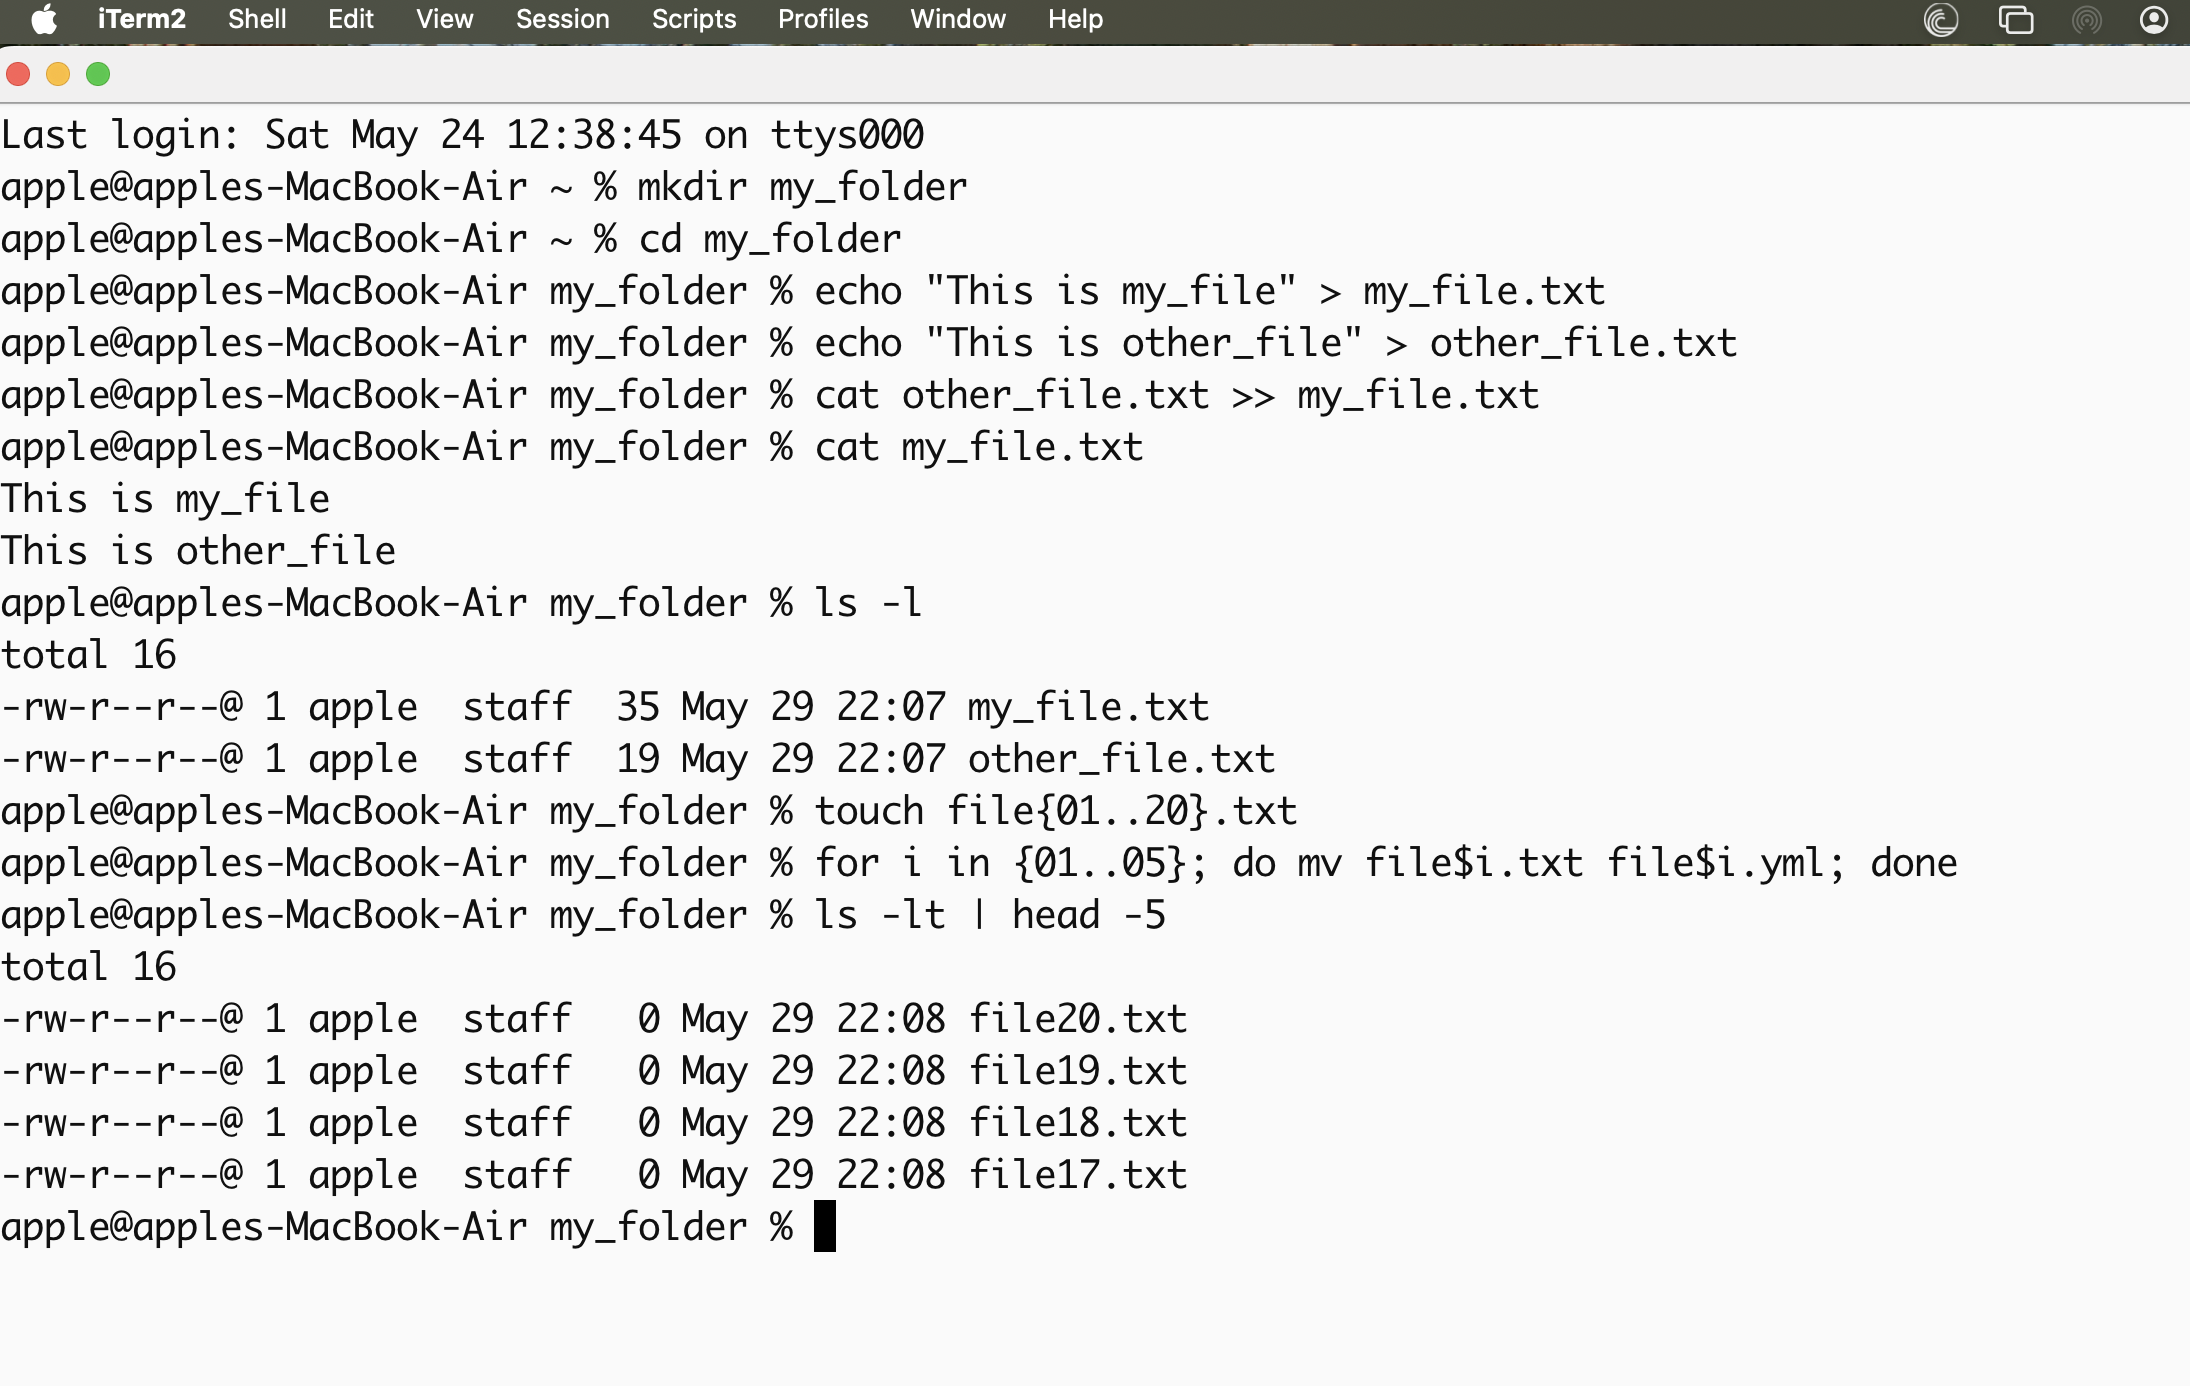 iTerm2 Shell Edit View Session Scripts Profiles Window Help
Last login: Sat May 24 12:38:45 on ttys000
apple@apples-MacBook-Air ~ % mkdir my_folder
apple@apples-MacBook-Air ~ % cd my_folder
apple@apples-MacBook-Air my_folder % echo "This is my_file" > my_file.txt
apple@apples-MacBook-Air my_folder % echo "This is other_file" > other_file.txt
apple@apples-MacBook-Air my_folder % cat other_file.txt >> my_file.txt
apple@apples-MacBook-Air my_folder % cat my_file.txt
This is my_file
This is other_file
apple@apples-MacBook-Air my_folder % ls -l
total 16
-rw-r--r--@ 1 apple  staff  35 May 29 22:07 my_file.txt
-rw-r--r--@ 1 apple  staff  19 May 29 22:07 other_file.txt
apple@apples-MacBook-Air my_folder % touch file{01..20}.txt
apple@apples-MacBook-Air my_folder % for i in {01..05}; do mv file$i.txt file$i.yml; done
apple@apples-MacBook-Air my_folder % ls -lt | head -5
total 16
-rw-r--r--@ 1 apple  staff   0 May 29 22:08 file20.txt
-rw-r--r--@ 1 apple  staff   0 May 29 22:08 file19.txt
-rw-r--r--@ 1 apple  staff   0 May 29 22:08 file18.txt
-rw-r--r--@ 1 apple  staff   0 May 29 22:08 file17.txt
apple@apples-MacBook-Air my_folder %